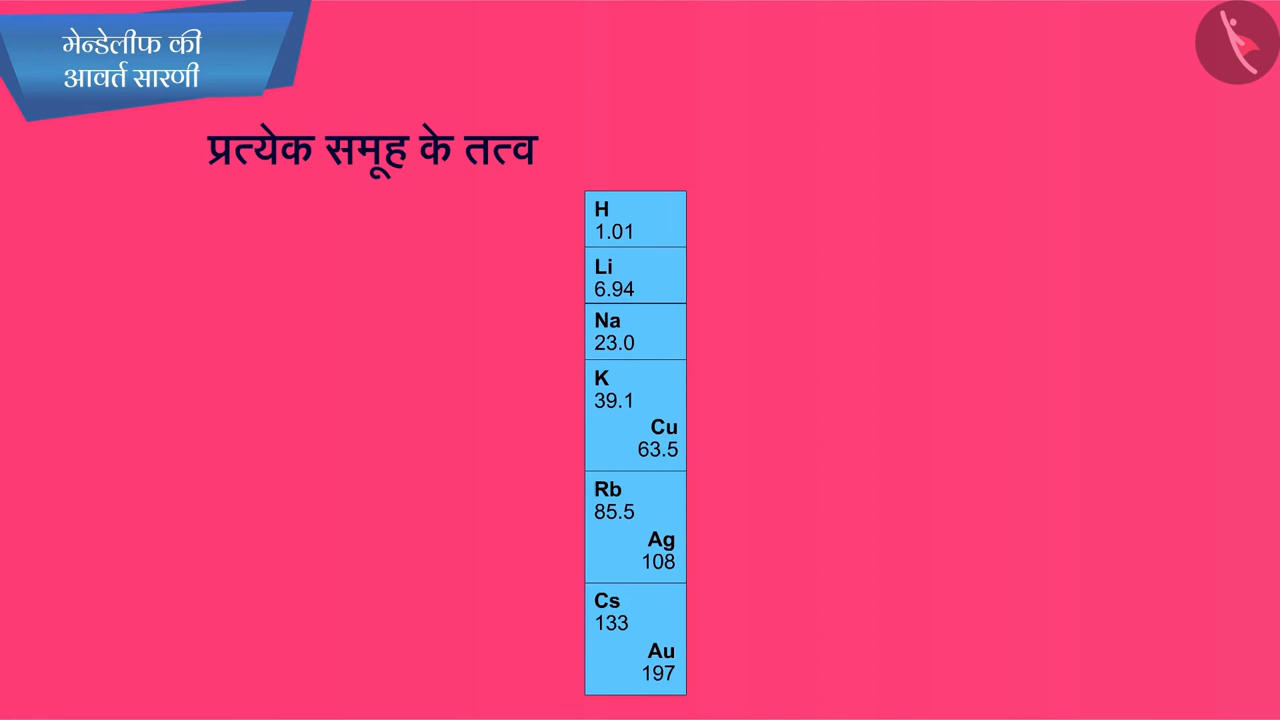 मेन्डेलीफ की
आवर्त सारणी
प्रत्येक समूह के तत्व
H
1.01
Li
6.94
Na
23.0
K
39.1
Cu
63.5
Rb
85.5
Ag
108
Cs
133
Au
197